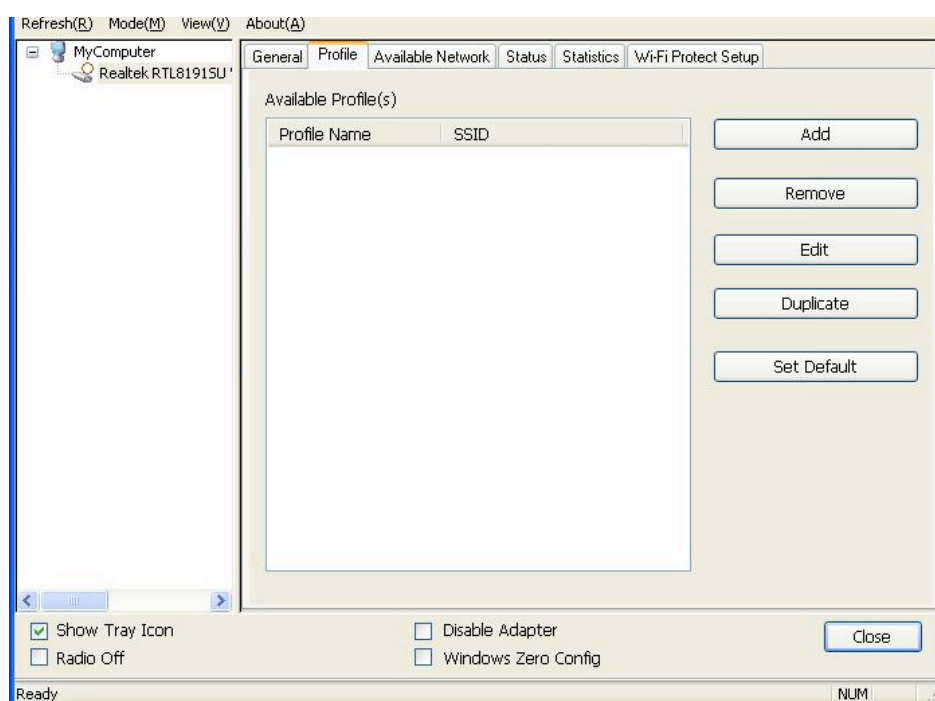 Refresh(R) Mode(M) View(V) About(A)
MyComputer
Realtek RTL8191SU '
General Profile Available Network Status Statistics Wi-Fi Protect Setup
Available Profile(s)
Profile Name SSID
Add
Remove
Edit
Duplicate
Set Default
Show Tray Icon
Radio Off
Disable Adapter
Windows Zero Config
Close
Ready
NUM